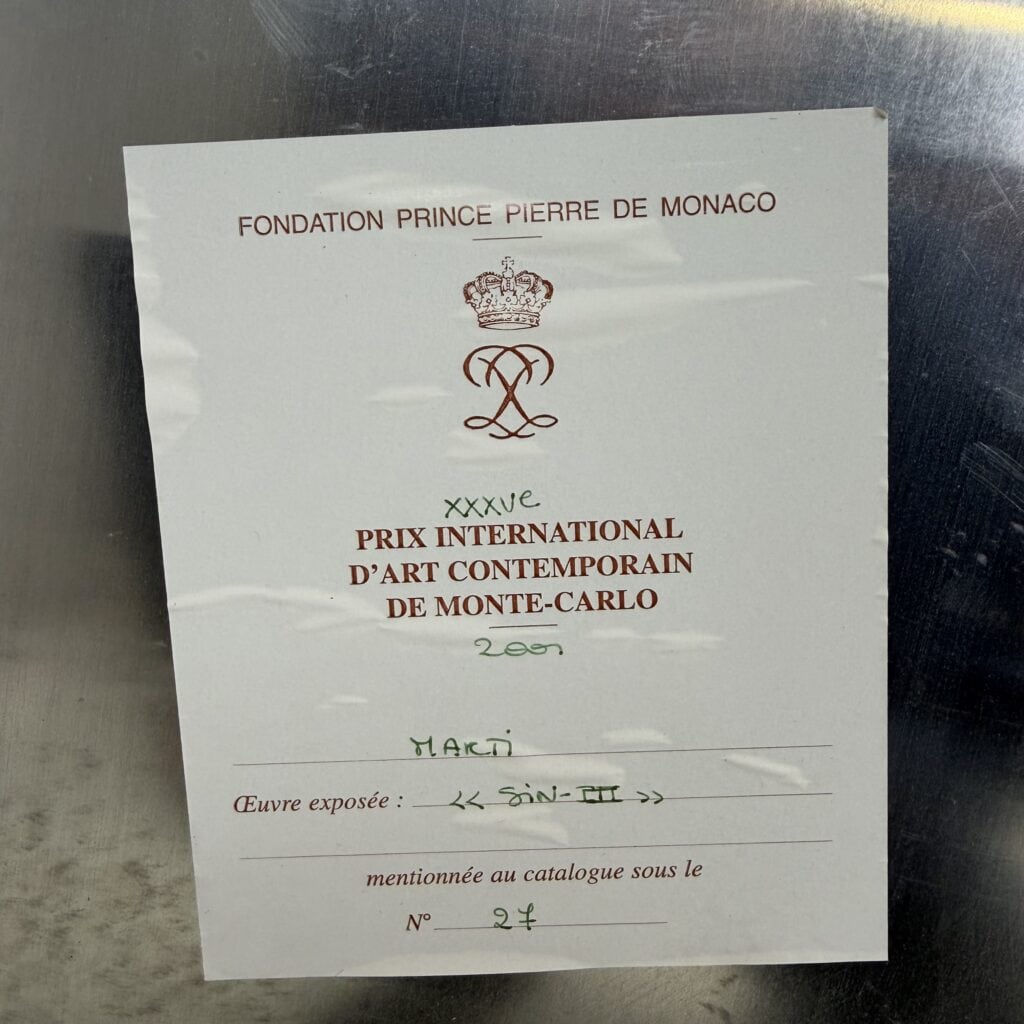 FONDATION PRINCE PIERRE DE MONACO
XXXVe
PRIX INTERNATIONAL
D'ART CONTEMPORAIN
DE MONTE-CARLO
2001
MARTi
Œuvre exposée : << SiN-III >>
mentionnée au catalogue sous le
N° 27